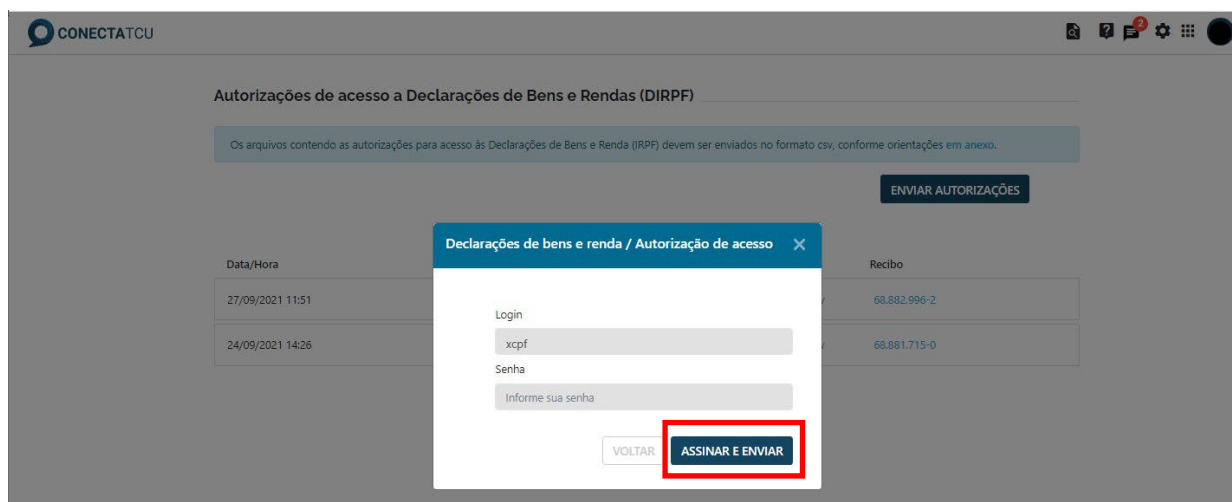 CONECTATCU
2
Autorizações de acesso a Declarações de Bens e Rendas (DIRPF)
Os arquivos contendo as autorizações para acesso às Declarações de Bens e Renda (IRPF) devem ser enviados no formato csv, conforme orientações em anexo.
ENVIAR AUTORIZAÇÕES
Declarações de bens e renda / Autorização de acesso
Data/Hora
Recibo
27/09/2021 11:51
68.882.996-2
24/09/2021 14:26
68.881.715-0
Login
xcpf
Senha
Informe sua senha
VOLTAR
ASSINAR E ENVIAR